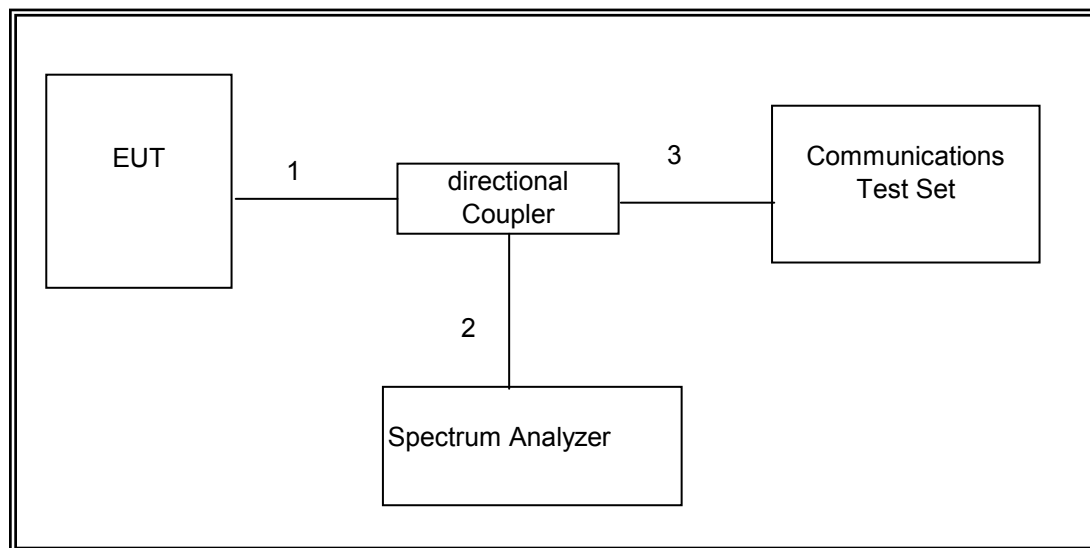 EUT
1
directional
Coupler
3
Communications
Test Set
2
Spectrum Analyzer